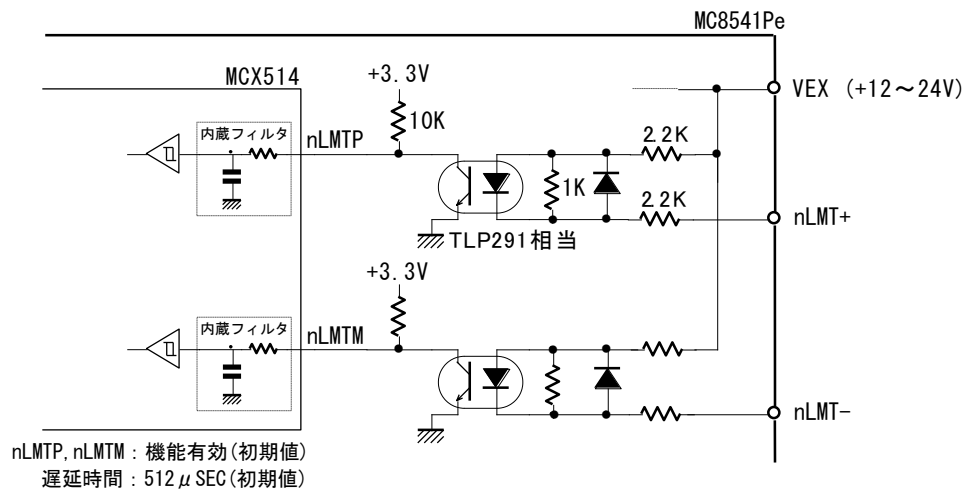 MC8541Pe
MCX514
+3.3V
VEX (+12～24V)
内蔵フィルタ
nLMTP
10K
2.2K
1K
2.2K
nLMT+
TLP291相当
+3.3V
内蔵フィルタ
nLMTM
nLMT-
nLMTP, nLMTM : 機能有効(初期値)
遅延時間 : 512μSEC(初期値)